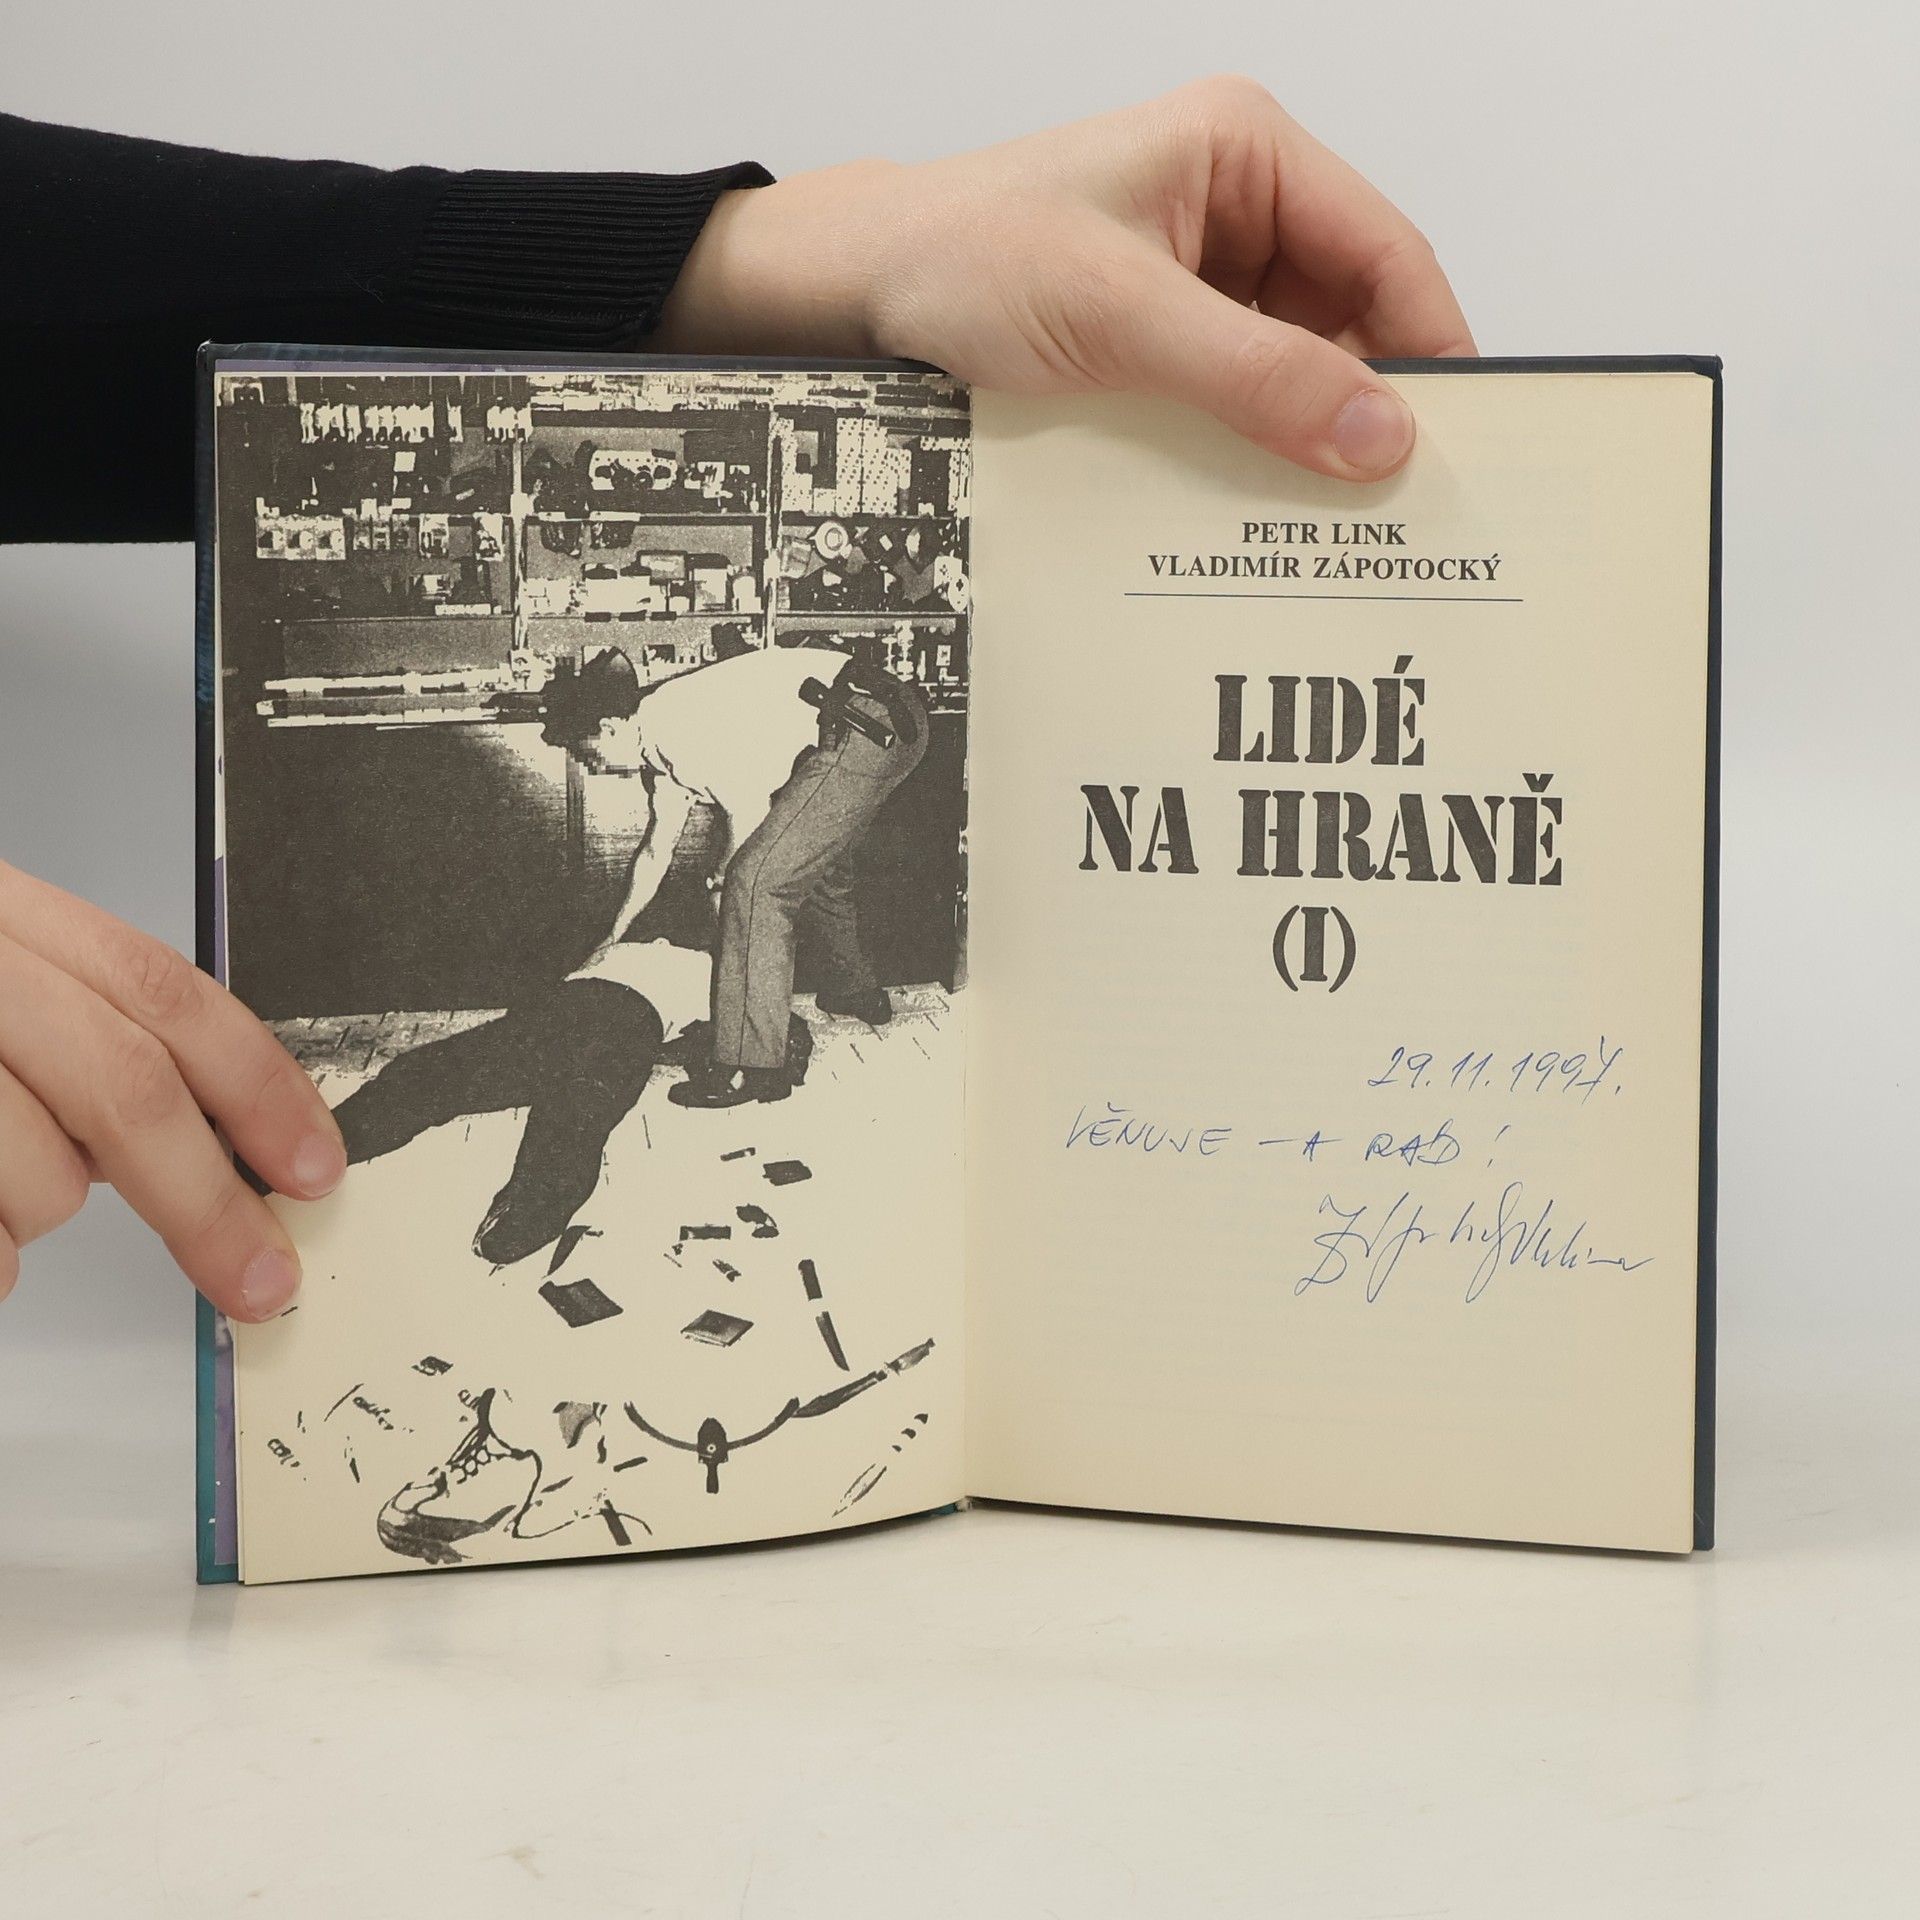 PETR LINK
VLADIMÍR ZÁPOTOCKÝ
LIDÉ
NA HRANĚ
(I)
29.11.1997.
VĚNUJE – A RÁD!